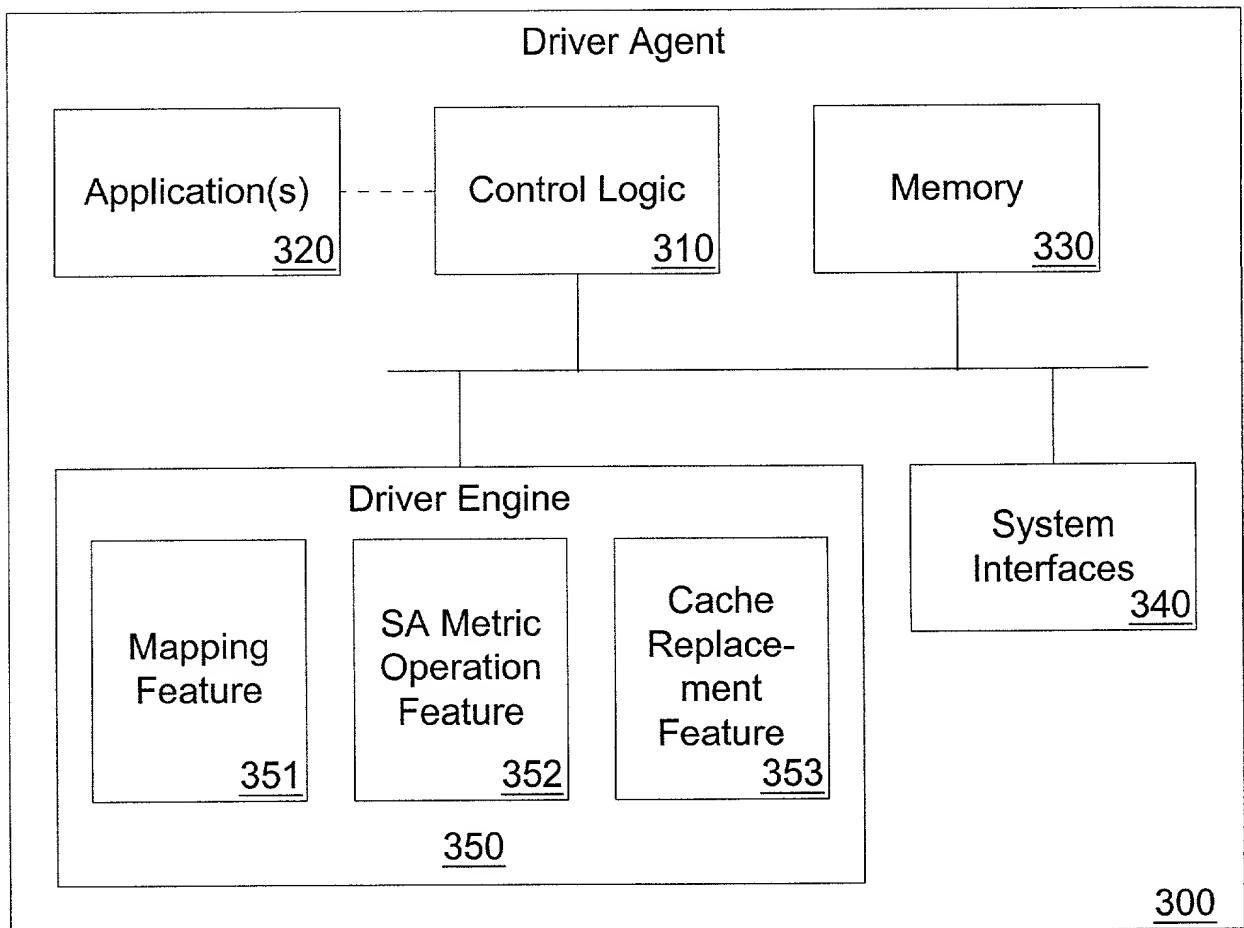 Driver Agent
Application(s)
320
Control Logic
310
Memory
330
Driver Engine
Mapping
Feature
351
SA Metric
Operation
Feature
352
Cache
Replace-
ment
Feature
353
350
System
Interfaces
340
300